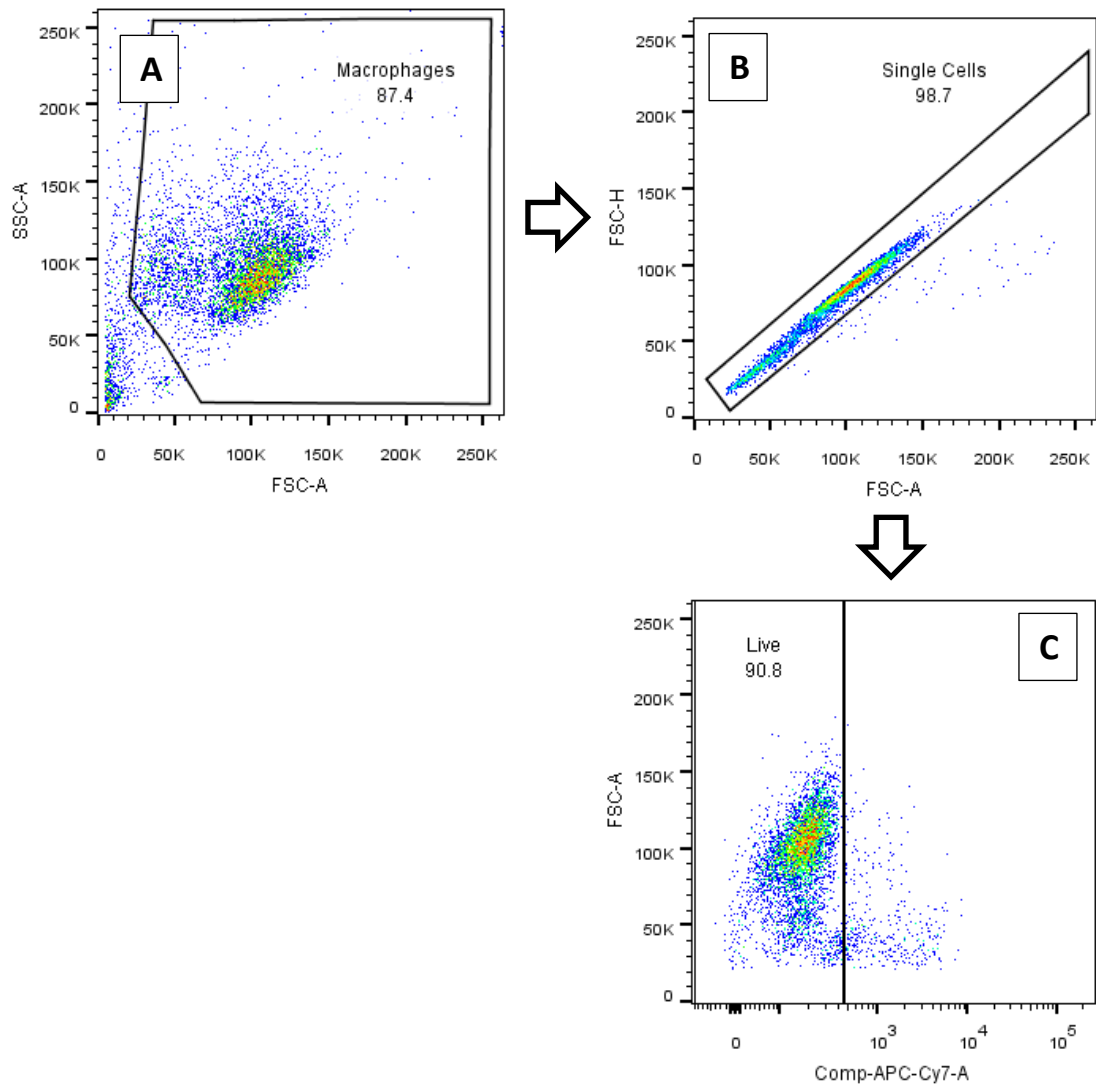 A
Macrophages
87.4
250K
200K
150K
100K
50K
0
SSC-A
0 50K 100K 150K 200K 250K
FSC-A
B
Single Cells
98.7
250K
200K
150K
100K
50K
0
FSC-H
0 50K 100K 150K 200K 250K
FSC-A
C
Live
90.8
250K
200K
150K
100K
50K
0
FSC-A
0 10³ 10⁴ 10⁵
Comp-APC-Cy7-A